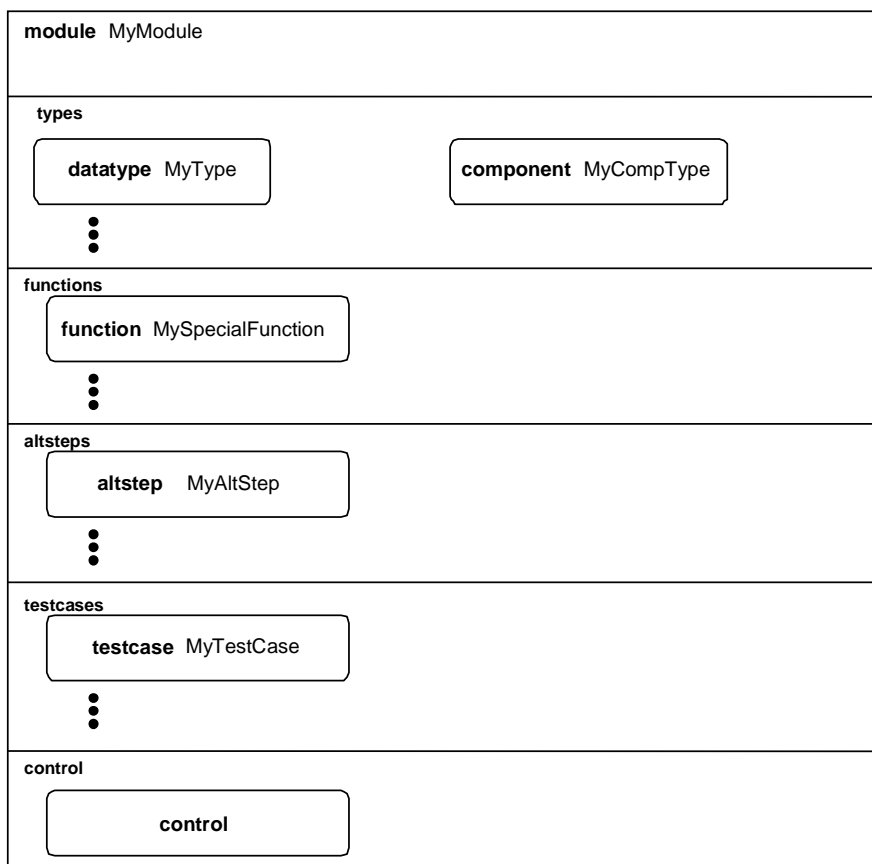 module MyModule
types
datatype MyType
component MyCompType
functions
function MySpecialFunction
altsteps
altstep MyAltStep
testcases
testcase MyTestCase
control
control